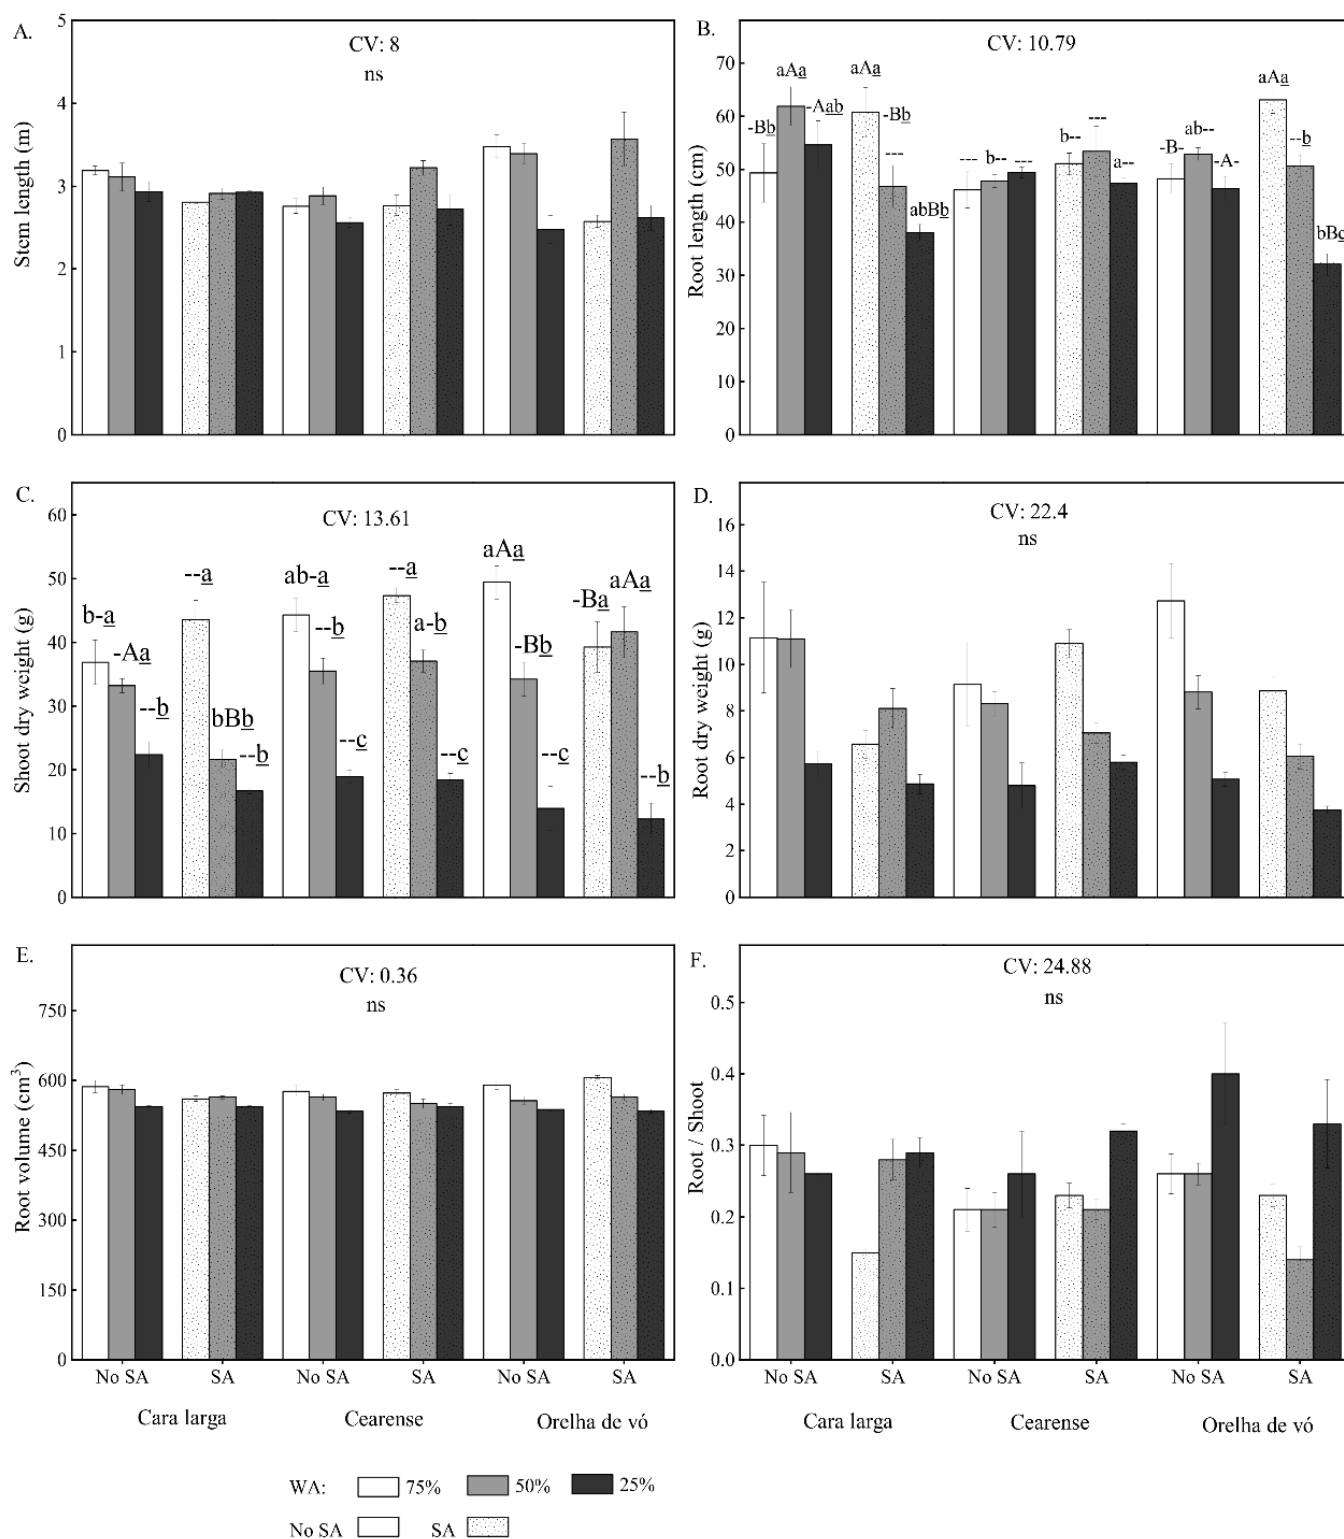 A.
CV: 8
ns
5
4
3
2
1
0
Stem length (m)
B.
CV: 10.79
70
60
50
40
30
20
10
0
Root length (cm)
-Bb
aAa
-Aab
aAa
-Bb
---
abBb
---
b--
---
b--
---
a--
-B-
ab--
-A-
aAa
--b
bBc
C.
CV: 13.61
60
50
40
30
20
10
0
Shoot dry weight (g)
b-a
-Aa
--b
--a
bBb
--b
ab-a
--b
--c
--a
a-b
--c
aAa
-Bb
--c
-Ba
aAa
--b
D.
CV: 22.4
ns
16
14
12
10
8
6
4
2
0
Root dry weight (g)
E.
CV: 0.36
ns
750
600
450
300
150
0
Root volume (cm³)
No SA SA No SA SA No SA SA
Cara larga Cearense Orelha de vó
F.
CV: 24.88
ns
0.5
0.4
0.3
0.2
0.1
0.0
Root / Shoot
No SA SA No SA SA No SA SA
Cara larga Cearense Orelha de vó
WA: 75% 50% 25%
No SA SA